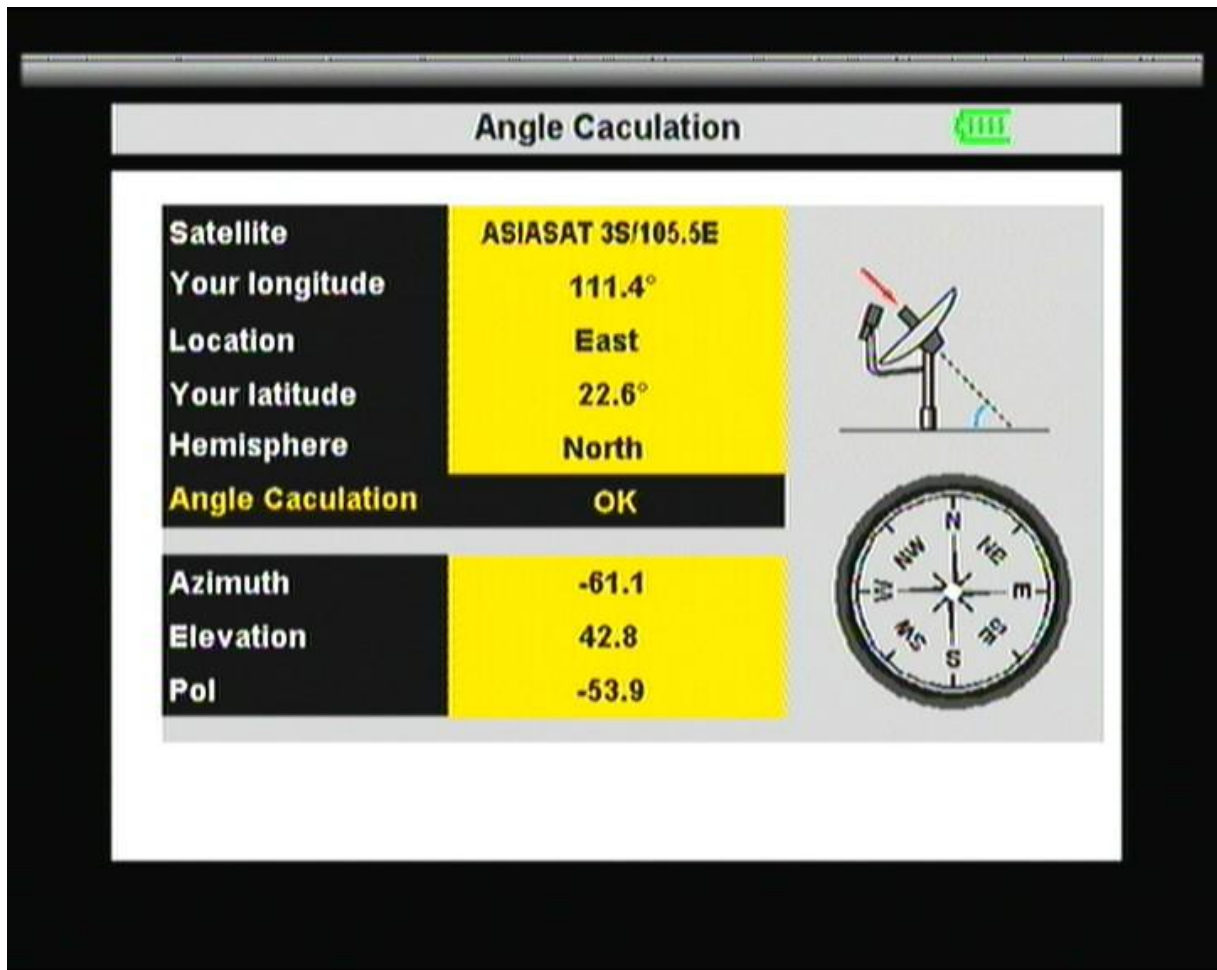 Angle Caculation
Satellite ASIASAT 3S/105.5E
Your longitude 111.4°
Location East
Your latitude 22.6°
Hemisphere North
Angle Caculation OK
Azimuth -61.1
Elevation 42.8
Pol -53.9
N
NW NE
W E
SW SE
S